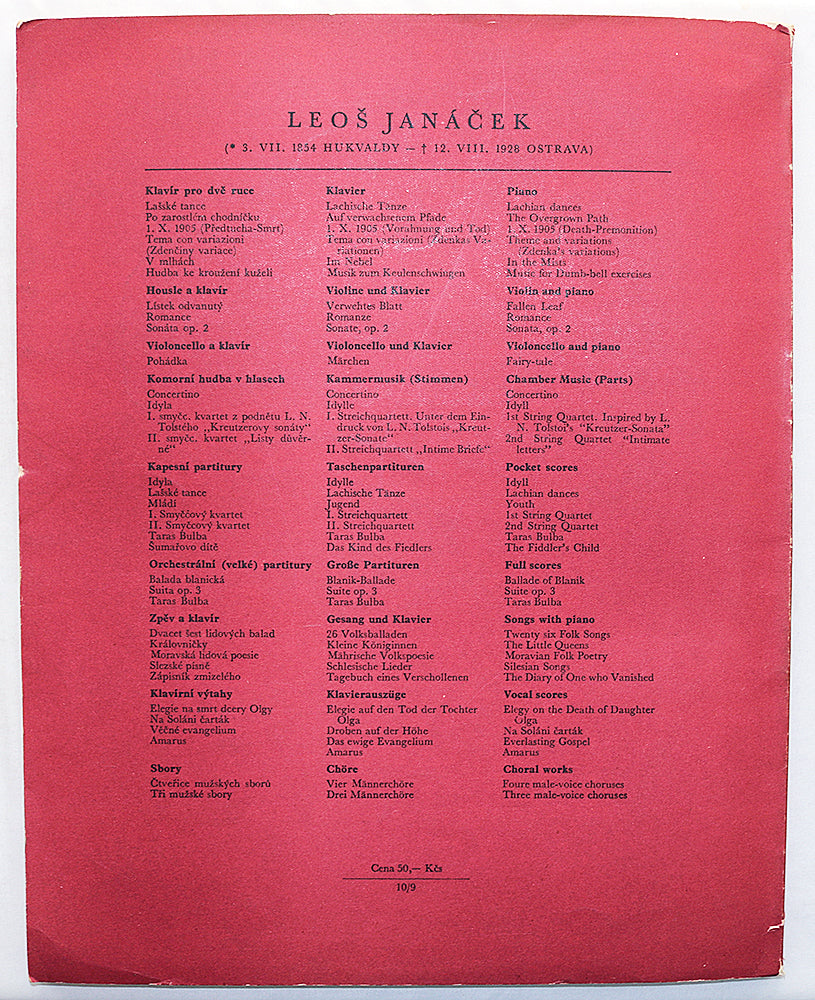 LEOŠ JANÁČEK
(* 3. VII. 1854 HUKVALDY — † 12. VIII. 1928 OSTRAVA)
Klavír pro dvě ruce
Lašské tance
Po zarostlém chodníčku
1. X. 1905 (Předtucha-Smrt)
Tema con variazioni
(Zdenčiny variace)
V mlhách
Hudba ke kroužení kuželi
Housle a klavír
Lístek odvanutý
Romance
Sonáta op. 2
Violoncello a klavír
Pohádka
Komorní hudba v hlasech
Concertino
Idyla
I. smyčc. kvartet z podnětu L. N.
Tolstého „Kreutzerovy sonáty“
II. smyčc. kvartet „Listy důvěr-
né“
Kapesní partitury
Idyla
Lašské tance
Mládí
I. Smyčcový kvartet
II. Smyčcový kvartet
Taras Bulba
Šumařovo dítě
Orchestrální (velké) partitury
Balada blanická
Suita op. 3
Taras Bulba
Zpěv a klavír
Dvacet šest lidových balad
Královničky
Moravská lidová poesie
Slezské písně
Zápisník zmizelého
Klavírní výtahy
Elegie na smrt dcery Olgy
Na Soláni čarták
Věčné evangelium
Amarus
Sbory
Čtveřice mužských sborů
Tři mužské sbory
Klavier
Lachische Tänze
Auf verwachsenem Pfade
1. X. 1905 (Vorahnung und Tod)
Tema con variazioni (Zdenkas Va-
riationen)
Im Nebel
Musik zum Keulenschwingen
Violine und Klavier
Verwehtes Blatt
Romanze
Sonate, op. 2
Violoncello und Klavier
Märchen
Kammermusik (Stimmen)
Concertino
Idylle
I. Streichquartett. Unter dem Ein-
druck von L. N. Tolstois „Kreut-
zer-Sonate“
II. Streichquartett „Intime Briefe“
Taschenpartituren
Idylle
Lachische Tänze
Jugend
I. Streichquartett
II. Streichquartett
Taras Bulba
Das Kind des Fiedlers
Große Partituren
Blanik-Ballade
Suite op. 3
Taras Bulba
Gesang und Klavier
26 Volksballaden
Kleine Königinnen
Mährische Volkspoesie
Schlesische Lieder
Tagebuch eines Verschollenen
Klavierauszüge
Elegie auf den Tod der Tochter
Olga
Droben auf der Höhe
Das ewige Evangelium
Amarus
Chöre
Vier Männerchöre
Drei Männerchöre
Piano
Lachian dances
The Overgrown Path
1. X. 1905 (Death-Premonition)
Theme and variations
(Zdenka's variations)
In the Mists
Music for Dumb-bell exercises
Violin and piano
Fallen Leaf
Romance
Sonata, op. 2
Violoncello aud piano
Fairy-tale
Chamber Music (Parts)
Concertino
Idyll
1st String Quartet. Inspired by L.
N. Tolstoi's “Kreutzer-Sonata”
2nd String Quartet “Intimate
letters”
Pocket scores
Idyll
Lachian dances
Youth
1st String Quartet
2nd String Quartet
Taras Bulba
The Fiddler's Child
Full scores
Ballade of Blanik
Suite op. 3
Taras Bulba
Songs with piano
Twenty six Folk Songs
The Little Queens
Moravian Folk Poetry
Silesian Songs
The Diary of One who Vanished
Vocal scores
Elegy on the Death of Daughter
Olga
Na Soláni čarták
Everlasting Gospel
Amarus
Choral works
Foure male-voice choruses
Three male-voice choruses
Cena 50,— Kčs
10/9